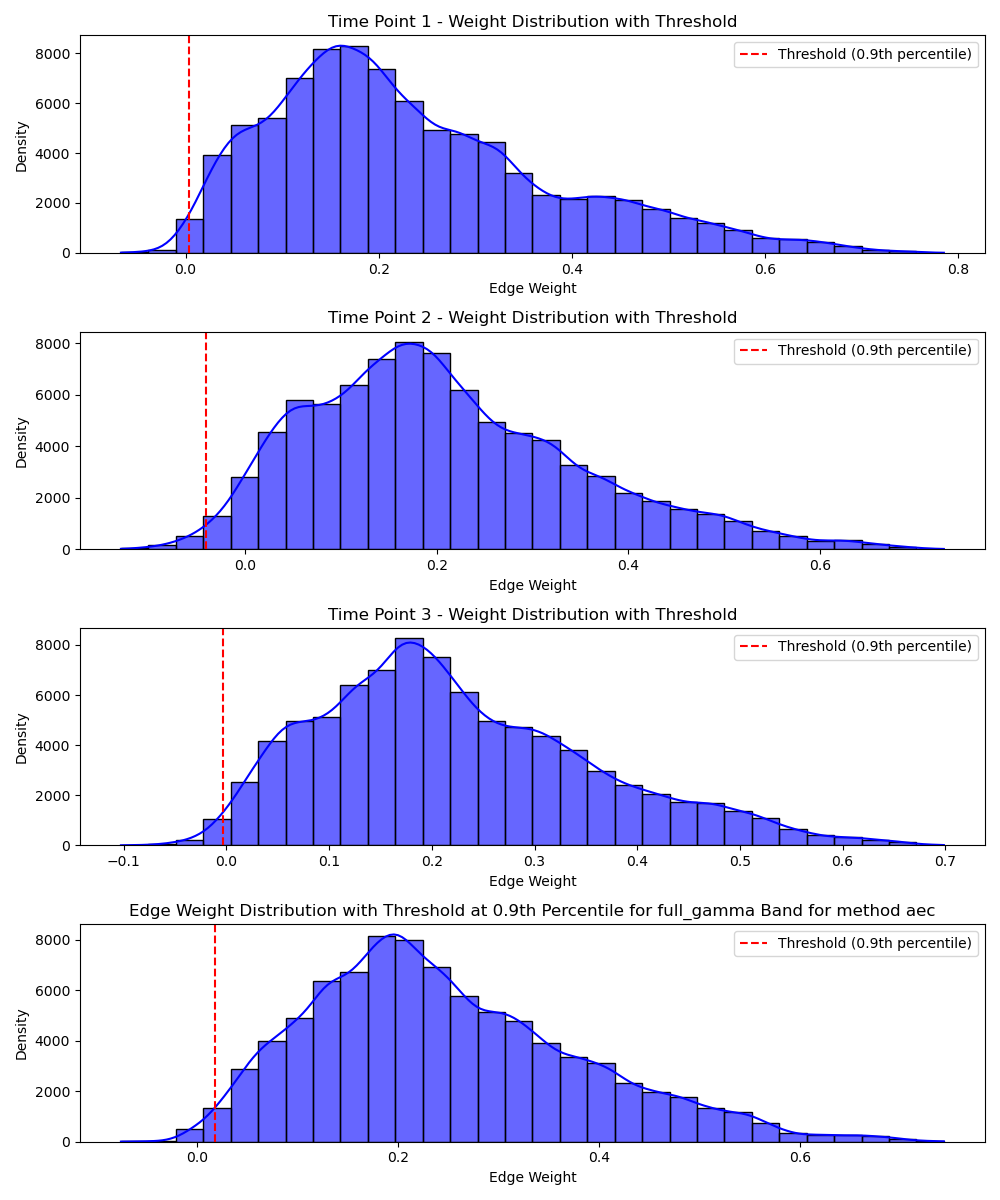 Time Point 1 - Weight Distribution with Threshold
Threshold (0.9th percentile)
Density
8000
6000
4000
2000
0
0.0 0.2 0.4 0.6 0.8
Edge Weight
Time Point 2 - Weight Distribution with Threshold
Threshold (0.9th percentile)
Density
8000
6000
4000
2000
0
0.0 0.2 0.4 0.6
Edge Weight
Time Point 3 - Weight Distribution with Threshold
Threshold (0.9th percentile)
Density
8000
6000
4000
2000
0
−0.1 0.0 0.1 0.2 0.3 0.4 0.5 0.6 0.7
Edge Weight
Edge Weight Distribution with Threshold at 0.9th Percentile for full_gamma Band for method aec
Threshold (0.9th percentile)
Density
8000
6000
4000
2000
0
0.0 0.2 0.4 0.6
Edge Weight